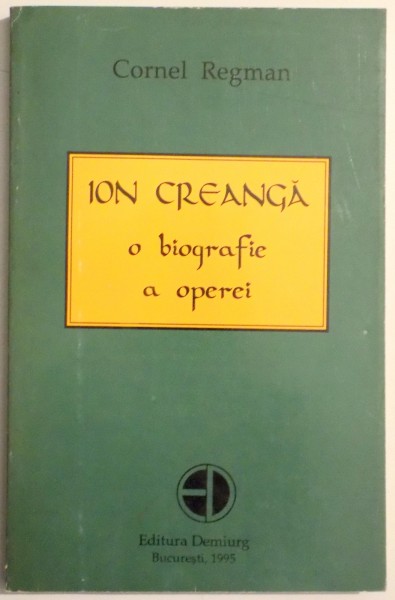 Cornel Regman
ION CREANGĂ
o biografie
a operei
Editura Demiurg
București, 1995